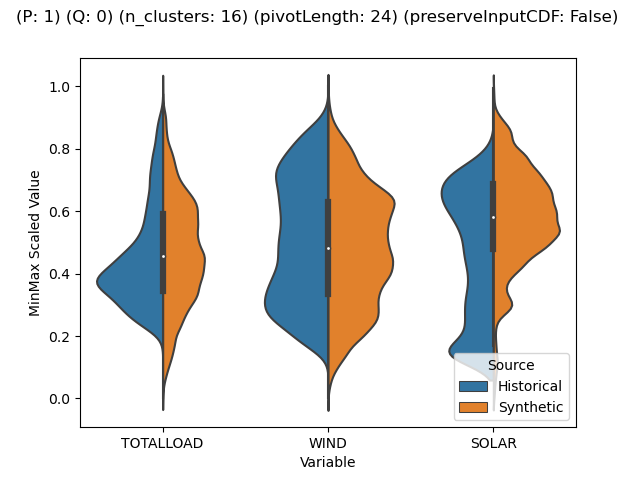 (P: 1) (Q: 0) (n_clusters: 16) (pivotLength: 24) (preserveInputCDF: False)
1.0
0.8
0.6
0.4
0.2
0.0
MinMax Scaled Value
TOTALLOAD WIND SOLAR
Variable
Source
Historical
Synthetic